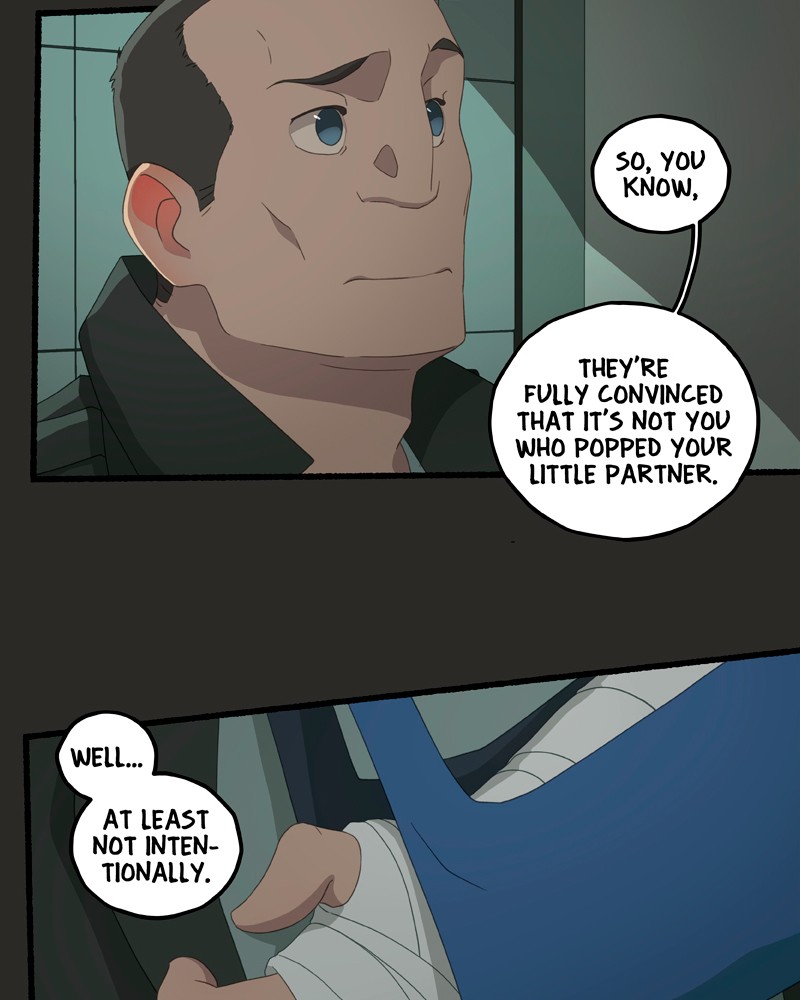 SO, YOU
KNOW,
THEY'RE
FULLY CONVINCED
THAT IT'S NOT YOU
WHO POPPED YOUR
LITTLE PARTNER.
WELL...
AT LEAST
NOT INTEN-
TIONALLY.